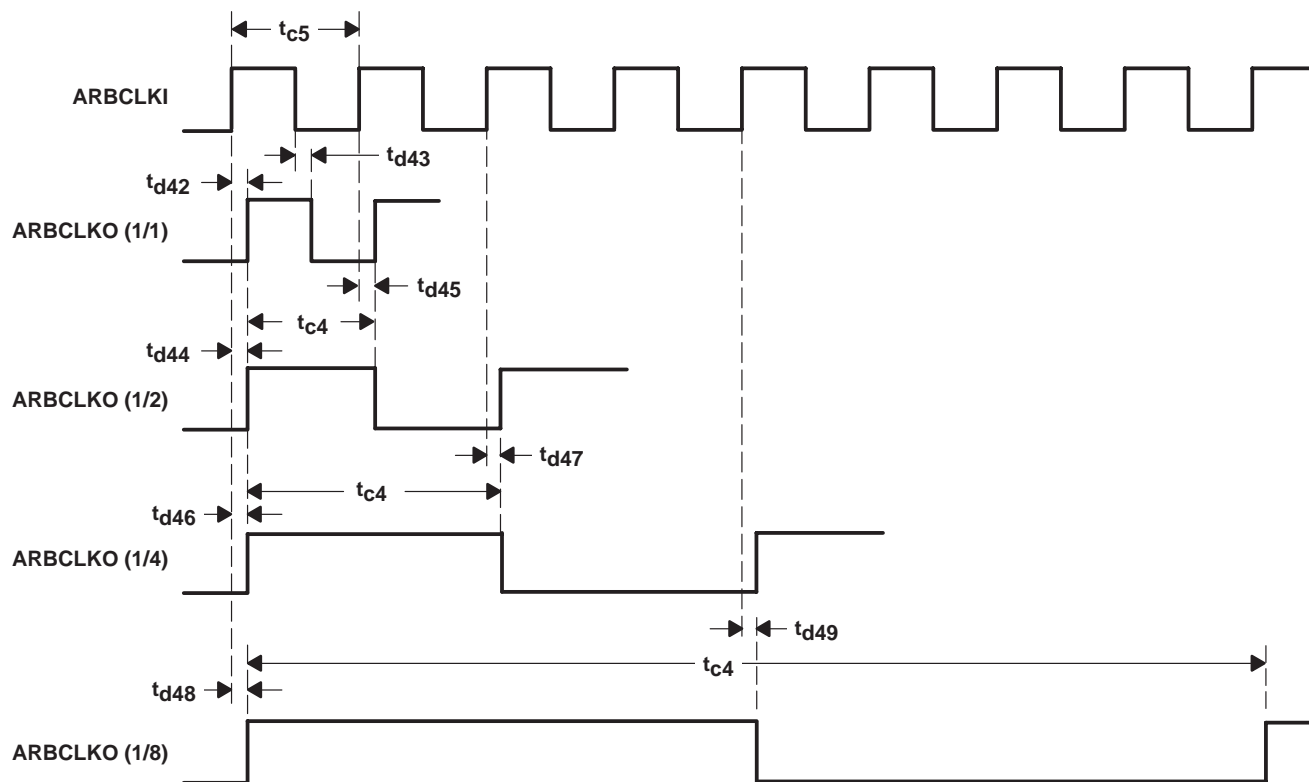 tc5
ARBCLKI
td43
td42
ARBCLKO (1/1)
td45
tc4
td44
ARBCLKO (1/2)
td47
tc4
td46
ARBCLKO (1/4)
td49
tc4
td48
ARBCLKO (1/8)